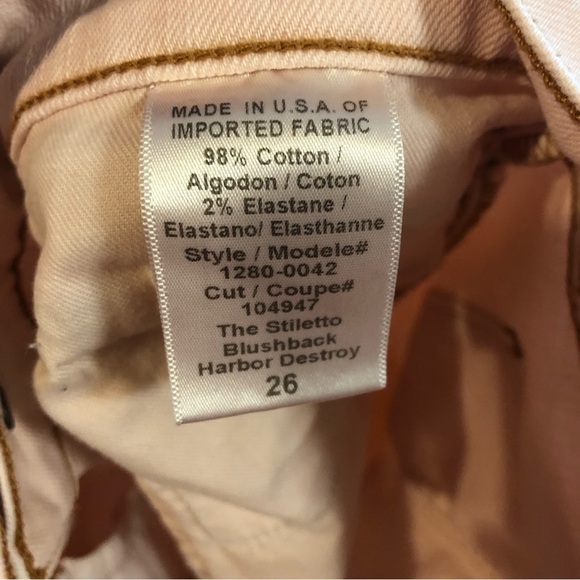 MADE IN U.S.A. OF
IMPORTED FABRIC
98% Cotton /
Algodon / Coton
2% Elastane /
Elastano/ Elasthanne
Style / Modele#
1280-0042
Cut / Coupe#
104947
The Stiletto
Blushback
Harbor Destroy
26